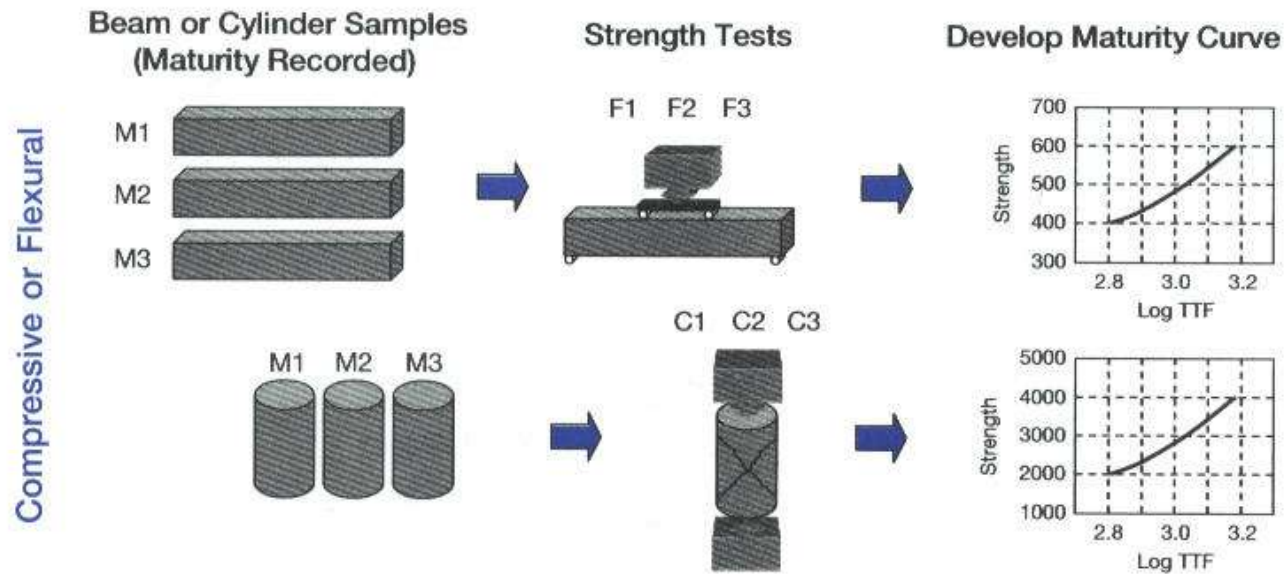 Beam or Cylinder Samples
(Maturity Recorded)
Strength Tests
Develop Maturity Curve
Compressive or Flexural
M1
M2
M3
F1 F2 F3
700
600
500
400
300
Strength
2.8 3.0 3.2
Log TTF
M1 M2 M3
C1 C2 C3
5000
4000
3000
2000
1000
Strength
2.8 3.0 3.2
Log TTF